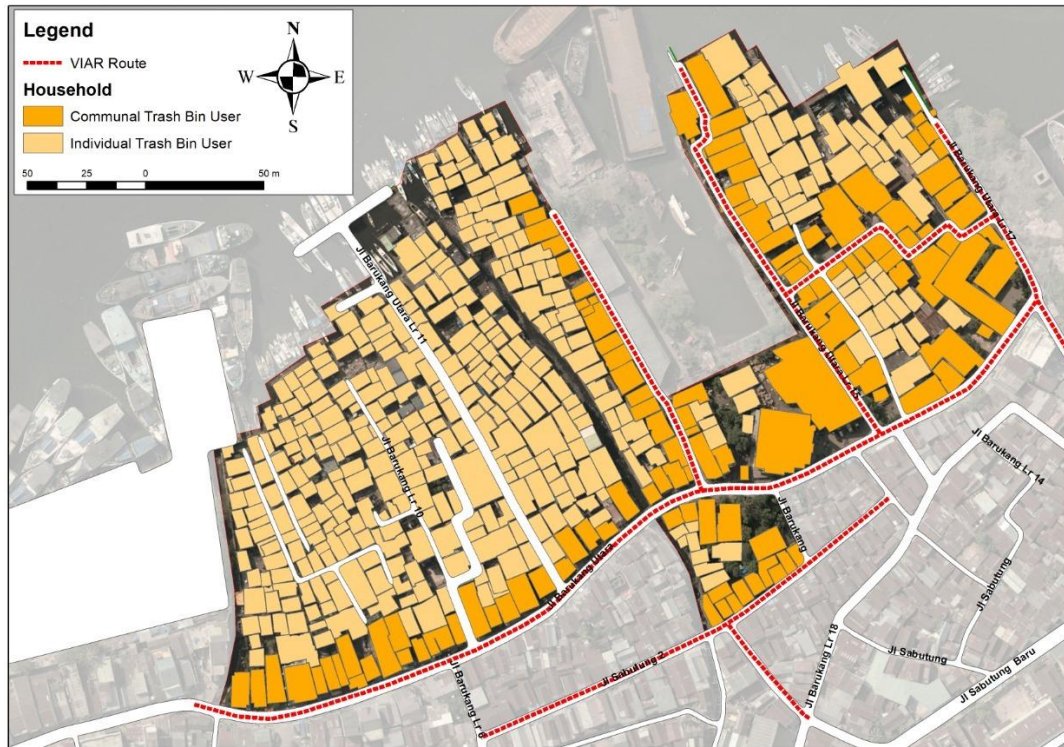 Legend
VIAR Route
Household
Communal Trash Bin User
Individual Trash Bin User
50 25 0 50 m
N
W E
S
Jl Barukang Utara Lr 17
Jl Barukang Utara Lr 11
Jl Barukang Utara Lr 15
Jl Barukang Lr 10
Jl Barukang Lr 14
Jl Barukang
Jl Barukang Utara
Jl Sabutung
Jl Barukang Lr 18
Jl Sabutung
Jl Sabutung 2
Jl Sabutung Baru
Jl Barukang Lr 9